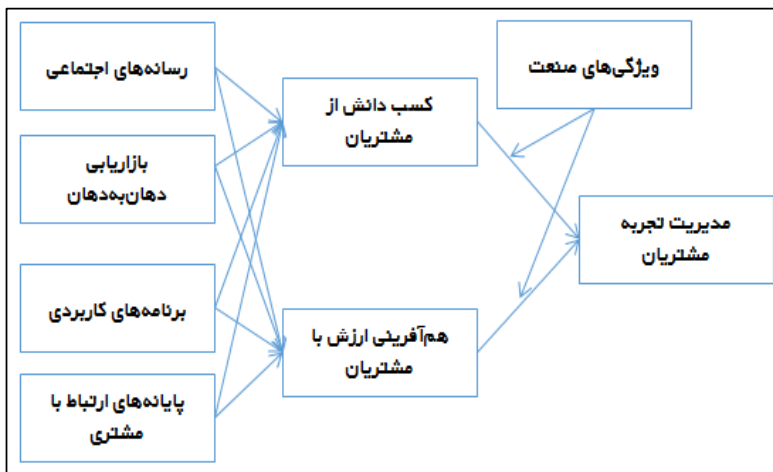 رسانه‌های اجتماعی
بازاریابی
دهان‌به‌دهان
برنامه‌های کاربردی
پایانه‌های ارتباط با
مشتری
کسب دانش از
مشتریان
هم‌آفرینی ارزش با
مشتریان
ویژگی‌های صنعت
مدیریت تجربه
مشتریان